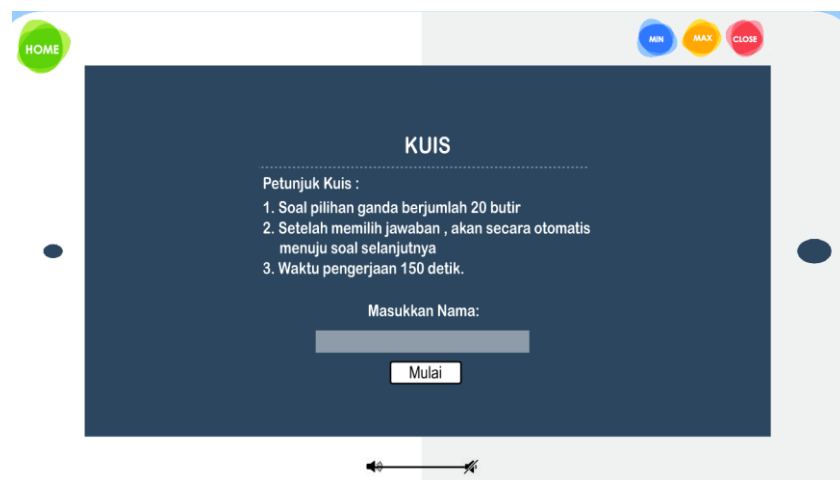 HOME
MIN MAX CLOSE
KUIS
Petunjuk Kuis :
1. Soal pilihan ganda berjumlah 20 butir
2. Setelah memilih jawaban , akan secara otomatis
menuju soal selanjutnya
3. Waktu pengerjaan 150 detik.
Masukkan Nama:
Mulai